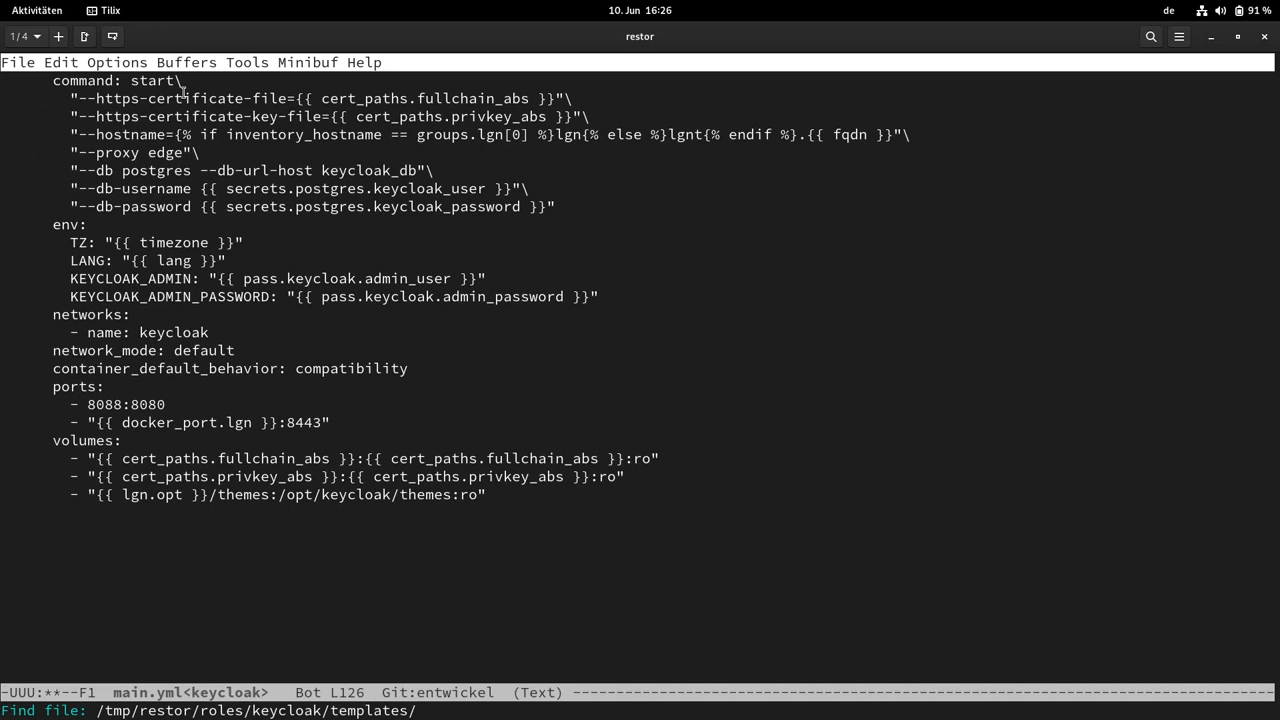 Aktivitäten Tilix 10. Jun 16:26 de 91 %
1/4 restor
File Edit Options Buffers Tools Minibuf Help
command: start\
"--https-certificate-file={{ cert_paths.fullchain_abs }}"\
"--https-certificate-key-file={{ cert_paths.privkey_abs }}"\
"--hostname={% if inventory_hostname == groups.lgn[0] %}lgn{% else %}lgnt{% endif %}.{{ fqdn }}"\
"--proxy edge"\
"--db postgres --db-url-host keycloak_db"\
"--db-username {{ secrets.postgres.keycloak_user }}"\
"--db-password {{ secrets.postgres.keycloak_password }}"
env:
TZ: "{{ timezone }}"
LANG: "{{ lang }}"
KEYCLOAK_ADMIN: "{{ pass.keycloak.admin_user }}"
KEYCLOAK_ADMIN_PASSWORD: "{{ pass.keycloak.admin_password }}"
networks:
- name: keycloak
network_mode: default
container_default_behavior: compatibility
ports:
- 8088:8080
- "{{ docker_port.lgn }}:8443"
volumes:
- "{{ cert_paths.fullchain_abs }}:{{ cert_paths.fullchain_abs }}:ro"
- "{{ cert_paths.privkey_abs }}:{{ cert_paths.privkey_abs }}:ro"
- "{{ lgn.opt }}/themes:/opt/keycloak/themes:ro"
-UUU:**--F1 main.yml<keycloak> Bot L126 Git:entwickel (Text) --------------------------------------------------------------------------------
Find file: /tmp/restor/roles/keycloak/templates/